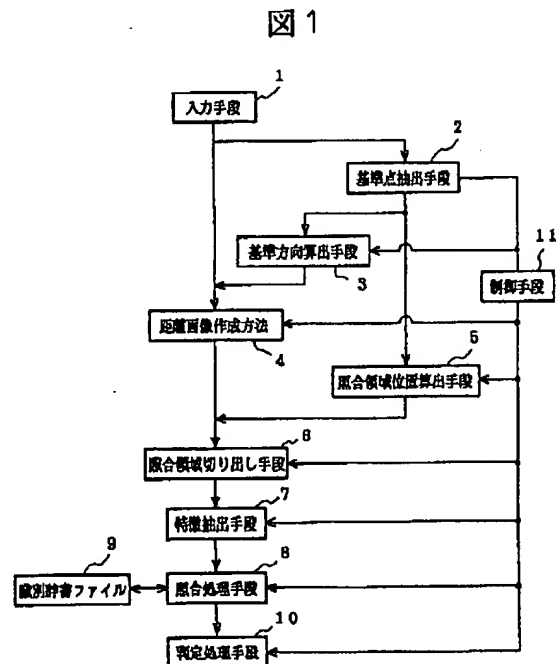 図1
1
入力手段
2
基準点抽出手段
11
基準方向算出手段
3
制御手段
距離画像作成方法
4
5
照合領域位置算出手段
6
照合領域切り出し手段
7
特徴抽出手段
9
8
識別辞書ファイル
照合処理手段
10
判定処理手段